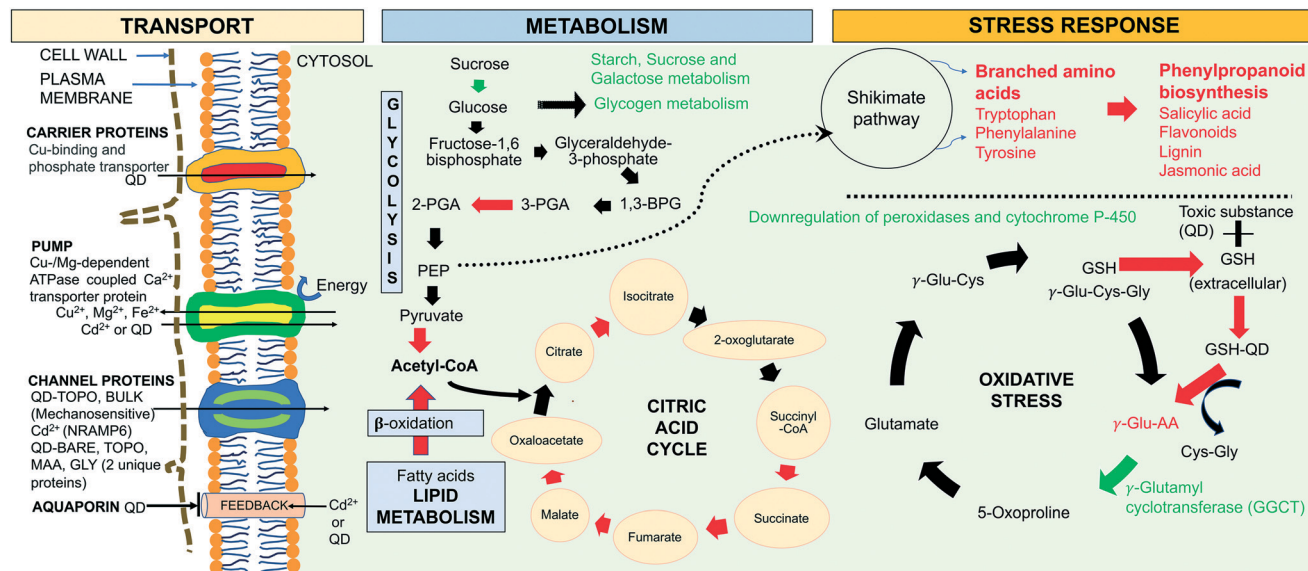 TRANSPORT
METABOLISM
STRESS RESPONSE
CELL WALL
PLASMA
MEMBRANE
CYTOSOL
CARRIER PROTEINS
Cu-binding and
phosphate transporter
QD
PUMP
Cu-/Mg-dependent
ATPase coupled Ca²⁺
transporter protein
Cu²⁺, Mg²⁺, Fe²⁺
Cd²⁺ or QD
Energy
CHANNEL PROTEINS
QD-TOPO, BULK
(Mechanosensitive)
Cd²⁺ (NRAMP6)
QD-BARE, TOPO,
MAA, GLY (2 unique
proteins)
AQUAPORIN QD
FEEDBACK
Cd²⁺
or
QD
GLYCOLYSIS
Sucrose
Glucose
Starch, Sucrose and
Galactose metabolism
Glycogen metabolism
Fructose-1,6
bisphosphate
Glyceraldehyde-
3-phosphate
2-PGA
3-PGA
1,3-BPG
PEP
Pyruvate
Acetyl-CoA
β-oxidation
Fatty acids
LIPID
METABOLISM
CITRIC
ACID
CYCLE
Isocitrate
2-oxoglutarate
Succinyl
-CoA
Succinate
Fumarate
Malate
Oxaloacetate
Citrate
Shikimate
pathway
Branched amino
acids
Tryptophan
Phenylalanine
Tyrosine
Phenylpropanoid
biosynthesis
Salicylic acid
Flavonoids
Lignin
Jasmonic acid
Downregulation of peroxidases and cytochrome P-450
Toxic substance
(QD)
γ-Glu-Cys
GSH
γ-Glu-Cys-Gly
GSH
(extracellular)
GSH-QD
OXIDATIVE
STRESS
γ-Glu-AA
Cys-Gly
Glutamate
5-Oxoproline
γ-Glutamyl
cyclotransferase (GGCT)